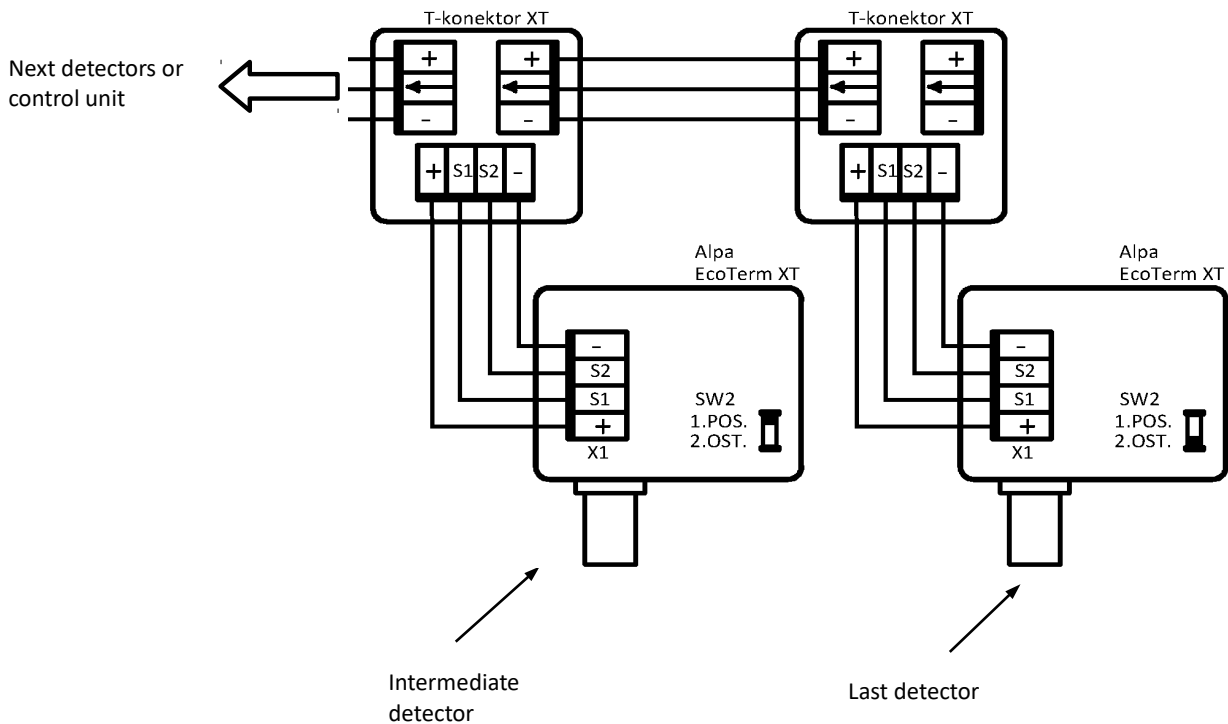 T-konektor XT
T-konektor XT
Next detectors or
control unit
+
+
+
+
-
-
-
-
+ S1 S2 -
+ S1 S2 -
Alpa
EcoTerm XT
Alpa
EcoTerm XT
-
S2
S1
+
X1
SW2
1.POS.
2.OST.
-
S2
S1
+
X1
SW2
1.POS.
2.OST.
Intermediate
detector
Last detector